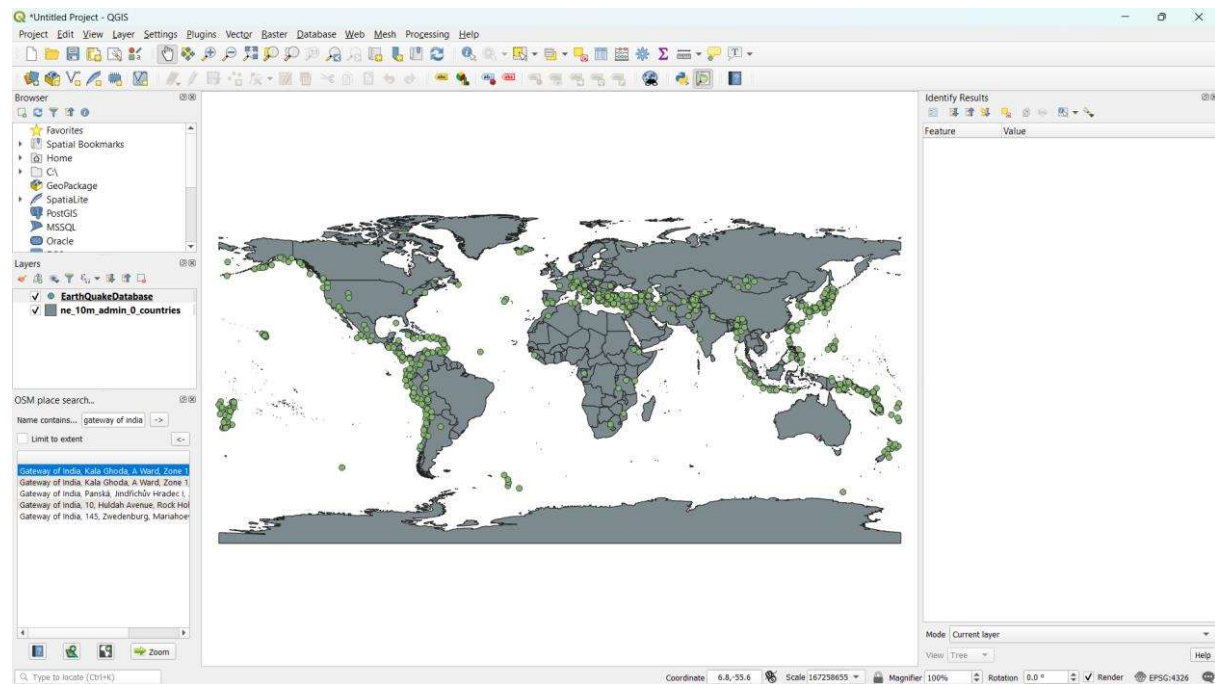 *Untitled Project - QGIS
Project Edit View Layer Settings Plugins Vector Raster Database Web Mesh Processing Help
Browser
Favorites
Spatial Bookmarks
Home
C:\
GeoPackage
SpatiaLite
PostGIS
MSSQL
Oracle
Layers
EarthQuakeDatabase
ne_10m_admin_0_countries
OSM place search...
Name contains... gateway of india ->
Limit to extent <-
Gateway of India, Kala Ghoda, A Ward, Zone 1
Gateway of India, Kala Ghoda, A Ward, Zone 1,
Gateway of India, Panská, Jindřichův Hradec I,
Gateway of India, 10, Huldah Avenue, Rock Hol
Gateway of India, 145, Zwedenburg, Mariahoe
Zoom
Identify Results
Feature Value
Mode Current layer
View Tree Help
Type to locate (Ctrl+K) Coordinate 6.8,-55.6 Scale 167258655 Magnifier 100% Rotation 0.0 ° Render EPSG:4326